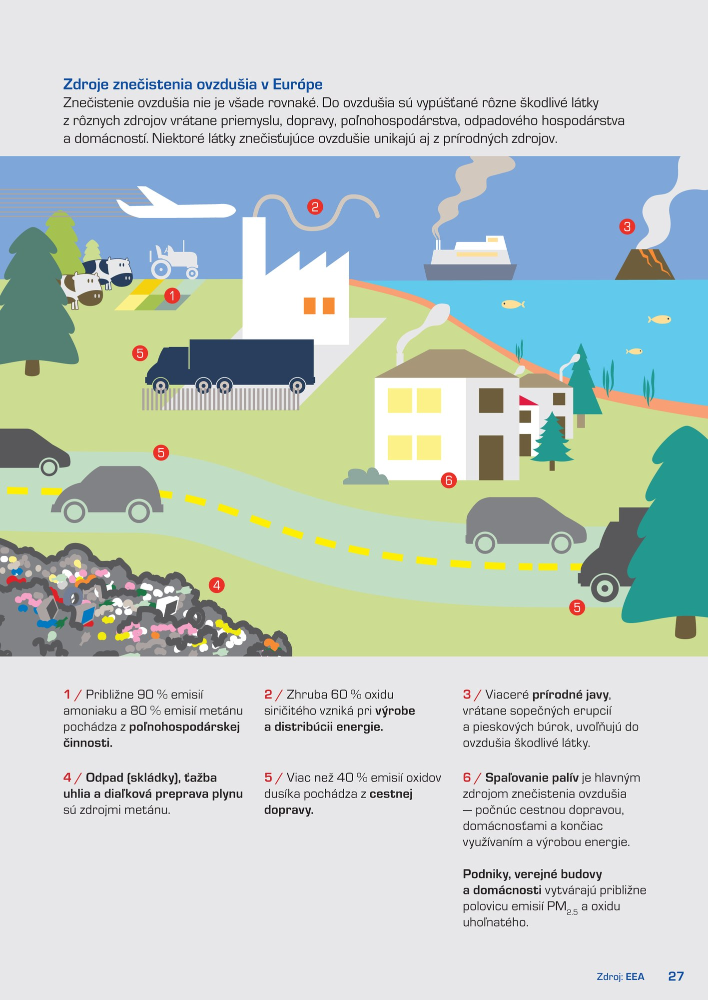 Zdroje znečistenia ovzdušia v Európe
Znečistenie ovzdušia nie je všade rovnaké. Do ovzdušia sú vypúšťané rôzne škodlivé látky
z rôznych zdrojov vrátane priemyslu, dopravy, poľnohospodárstva, odpadového hospodárstva
a domácností. Niektoré látky znečisťujúce ovzdušie unikajú aj z prírodných zdrojov.
2
3
1
5
5
6
4
5
1 / Približne 90 % emisií
amoniaku a 80 % emisií metánu
pochádza z poľnohospodárskej
činnosti.
2 / Zhruba 60 % oxidu
siričitého vzniká pri výrobe
a distribúcii energie.
3 / Viaceré prírodné javy,
vrátane sopečných erupcií
a pieskových búrok, uvoľňujú do
ovzdušia škodlivé látky.
4 / Odpad (skládky), ťažba
uhlia a diaľková preprava plynu
sú zdrojmi metánu.
5 / Viac než 40 % emisií oxidov
dusíka pochádza z cestnej
dopravy.
6 / Spaľovanie palív je hlavným
zdrojom znečistenia ovzdušia
— počnúc cestnou dopravou,
domácnosťami a končiac
využívaním a výrobou energie.
Podniky, verejné budovy
a domácnosti vytvárajú približne
polovicu emisií PM2.5 a oxidu
uhoľnatého.
Zdroj: EEA 27